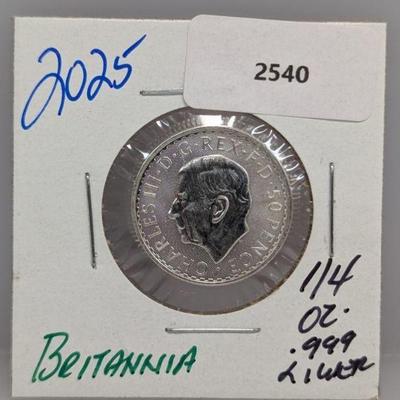 2025
2540
CHARLES III·D·G·REX·F·D·50 PENCE·
1/4
OZ.
.999
SILVER
BRITANNIA